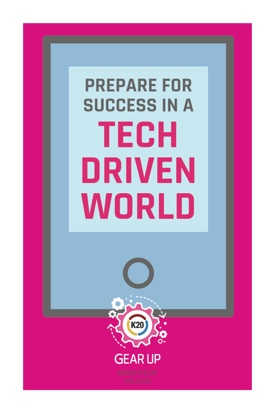 PREPARE FOR
SUCCESS IN A
TECH
DRIVEN
WORLD
K20
GEAR UP